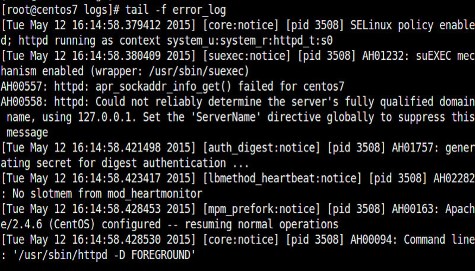 [root@centos7 logs]# tail -f error_log
[Tue May 12 16:14:58.379412 2015] [core:notice] [pid 3508] SELinux policy enable
d; httpd running as context system_u:system_r:httpd_t:s0
[Tue May 12 16:14:58.380409 2015] [suexec:notice] [pid 3508] AH01232: suEXEC mec
hanism enabled (wrapper: /usr/sbin/suexec)
AH00557: httpd: apr_sockaddr_info_get() failed for centos7
AH00558: httpd: Could not reliably determine the server's fully qualified domain
 name, using 127.0.0.1. Set the 'ServerName' directive globally to suppress this
 message
[Tue May 12 16:14:58.421498 2015] [auth_digest:notice] [pid 3508] AH01757: gener
ating secret for digest authentication ...
[Tue May 12 16:14:58.423417 2015] [lbmethod_heartbeat:notice] [pid 3508] AH02282
: No slotmem from mod_heartmonitor
[Tue May 12 16:14:58.428453 2015] [mpm_prefork:notice] [pid 3508] AH00163: Apach
e/2.4.6 (CentOS) configured -- resuming normal operations
[Tue May 12 16:14:58.428530 2015] [core:notice] [pid 3508] AH00094: Command line
: '/usr/sbin/httpd -D FOREGROUND'